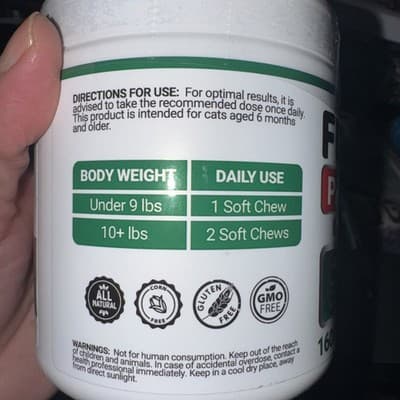 DIRECTIONS FOR USE: For optimal results, it is
advised to take the recommended dose once daily.
This product is intended for cats aged 6 months
and older.
BODY WEIGHT DAILY USE
Under 9 lbs 1 Soft Chew
10+ lbs 2 Soft Chews
ALL
NATURAL
CORN
FREE
GLUTEN
FREE
GMO
FREE
WARNINGS: Not for human consumption. Keep out of the reach
of children and animals. In case of accidental overdose, contact a
health professional immediately. Keep in a cool dry place, away
from direct sunlight.